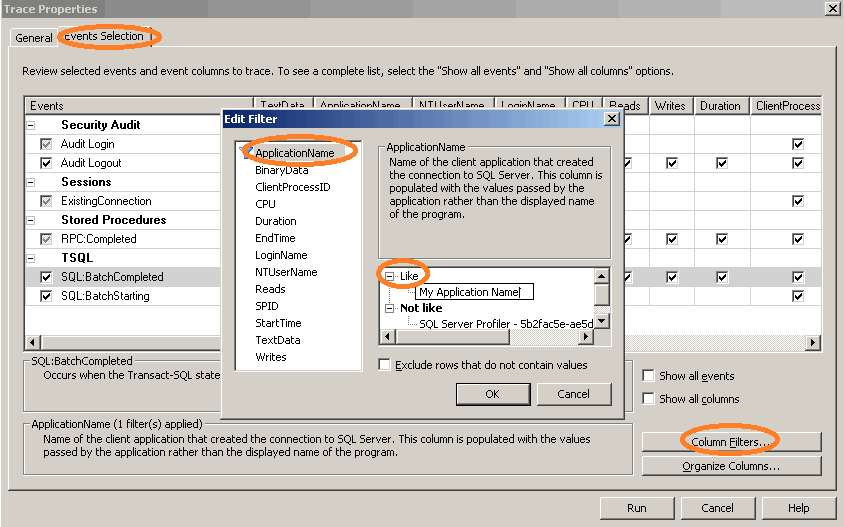 Trace Properties
General
Events Selection
Review selected events and event columns to trace. To see a complete list, select the "Show all events" and "Show all columns" options.
Events TextData ApplicationName NTUserName LoginName CPU Reads Writes Duration ClientProcess
Security Audit
Audit Login
Audit Logout
Sessions
ExistingConnection
Stored Procedures
RPC:Completed
TSQL
SQL:BatchCompleted
SQL:BatchStarting
Edit Filter
ApplicationName
BinaryData
ClientProcessID
CPU
Duration
EndTime
LoginName
NTUserName
Reads
SPID
StartTime
TextData
Writes
ApplicationName
Name of the client application that created
the connection to SQL Server. This column is
populated with the values passed by the
application rather than the displayed name
of the program.
Like
My Application Name
Not like
SQL Server Profiler - 5b2fac5e-ae5d
Exclude rows that do not contain values
OK
Cancel
SQL:BatchCompleted
Occurs when the Transact-SQL state
Show all events
Show all columns
ApplicationName (1 filter(s) applied)
Name of the client application that created the connection to SQL Server. This column is populated with the values
passed by the application rather than the displayed name of the program.
Column Filters...
Organize Columns...
Run
Cancel
Help